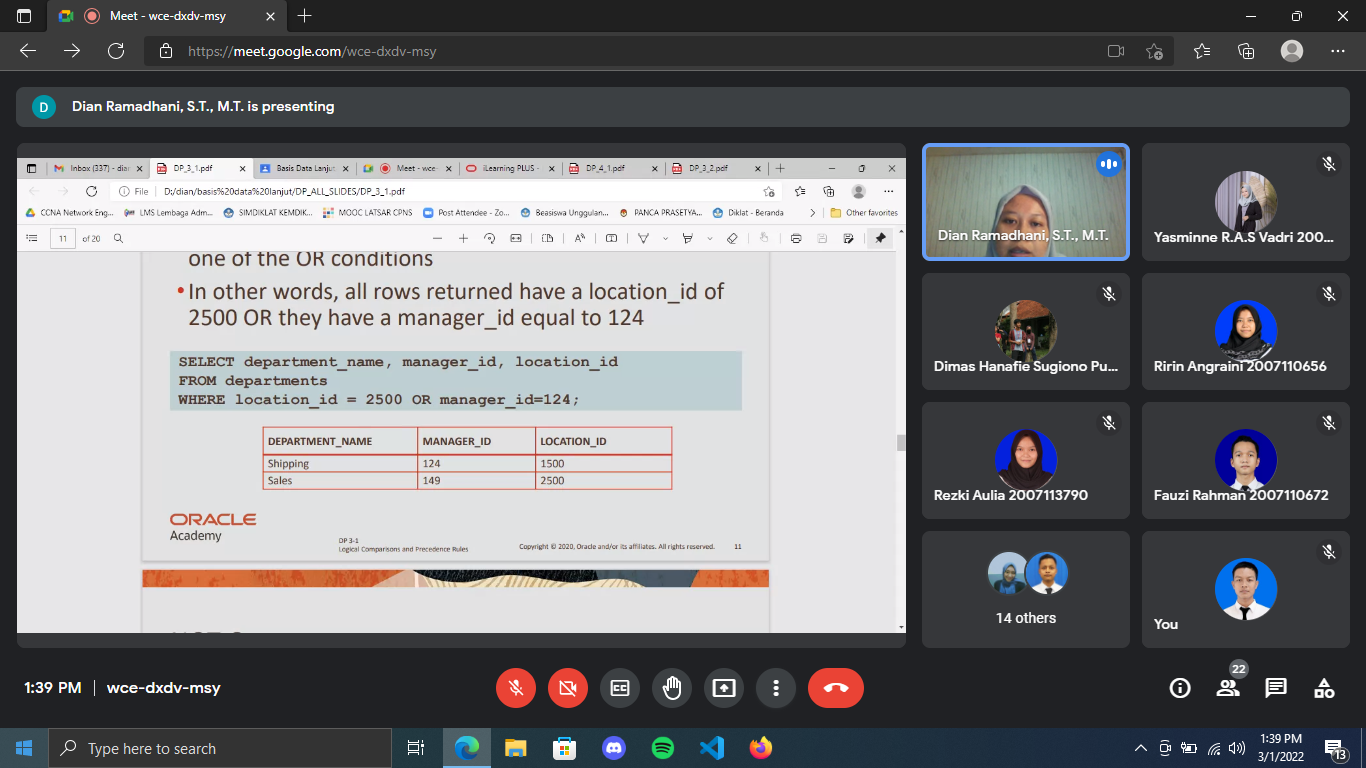 Meet - wce-dxdv-msy
https://meet.google.com/wce-dxdv-msy
D
Dian Ramadhani, S.T., M.T. is presenting
Inbox (337) - dian
DP_3_1.pdf
Basis Data Lanjut
Meet - wce-
iLearning PLUS -
DP_4_1.pdf
DP_3_2.pdf
File
D:/dian/basis%20data%20lanjut/DP_ALL_SLIDES/DP_3_1.pdf
CCNA Network Eng...
LMS Lembaga Adm...
SIMDIKLAT KEMDIK...
MOOC LATSAR CPNS
Post Attendee - Zo...
Beasiswa Unggulan...
PANCA PRASETYA...
Diklat - Beranda
Other favorites
11 of 20
one of the OR conditions
•In other words, all rows returned have a location_id of
2500 OR they have a manager_id equal to 124
SELECT department_name, manager_id, location_id
FROM departments
WHERE location_id = 2500 OR manager_id=124;
DEPARTMENT_NAME MANAGER_ID LOCATION_ID
Shipping 124 1500
Sales 149 2500
ORACLE
Academy
DP 3-1
Logical Comparisons and Precedence Rules
Copyright © 2020, Oracle and/or its affiliates. All rights reserved.
11
Dian Ramadhani, S.T., M.T.
Yasminne R.A.S Vadri 200...
Dimas Hanafie Sugiono Pu...
Ririn Angraini 2007110656
Rezki Aulia 2007113790
Fauzi Rahman 2007110672
14 others
You
1:39 PM | wce-dxdv-msy
22
Type here to search
1:39 PM
3/1/2022
13